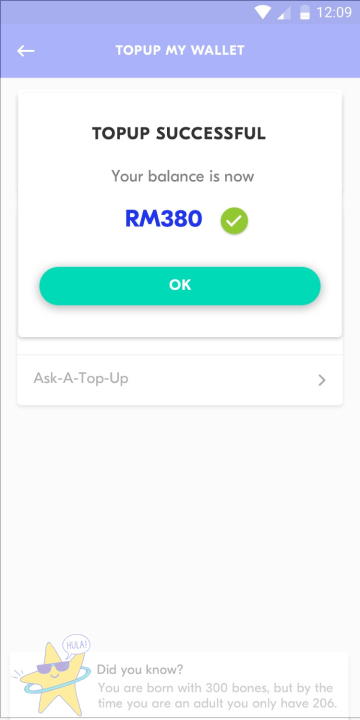 12:09
TOPUP MY WALLET
TOPUP SUCCESSFUL
Your balance is now
RM380
OK
Ask-A-Top-Up
HULA!
Did you know?
You are born with 300 bones, but by the
time you are an adult you only have 206.